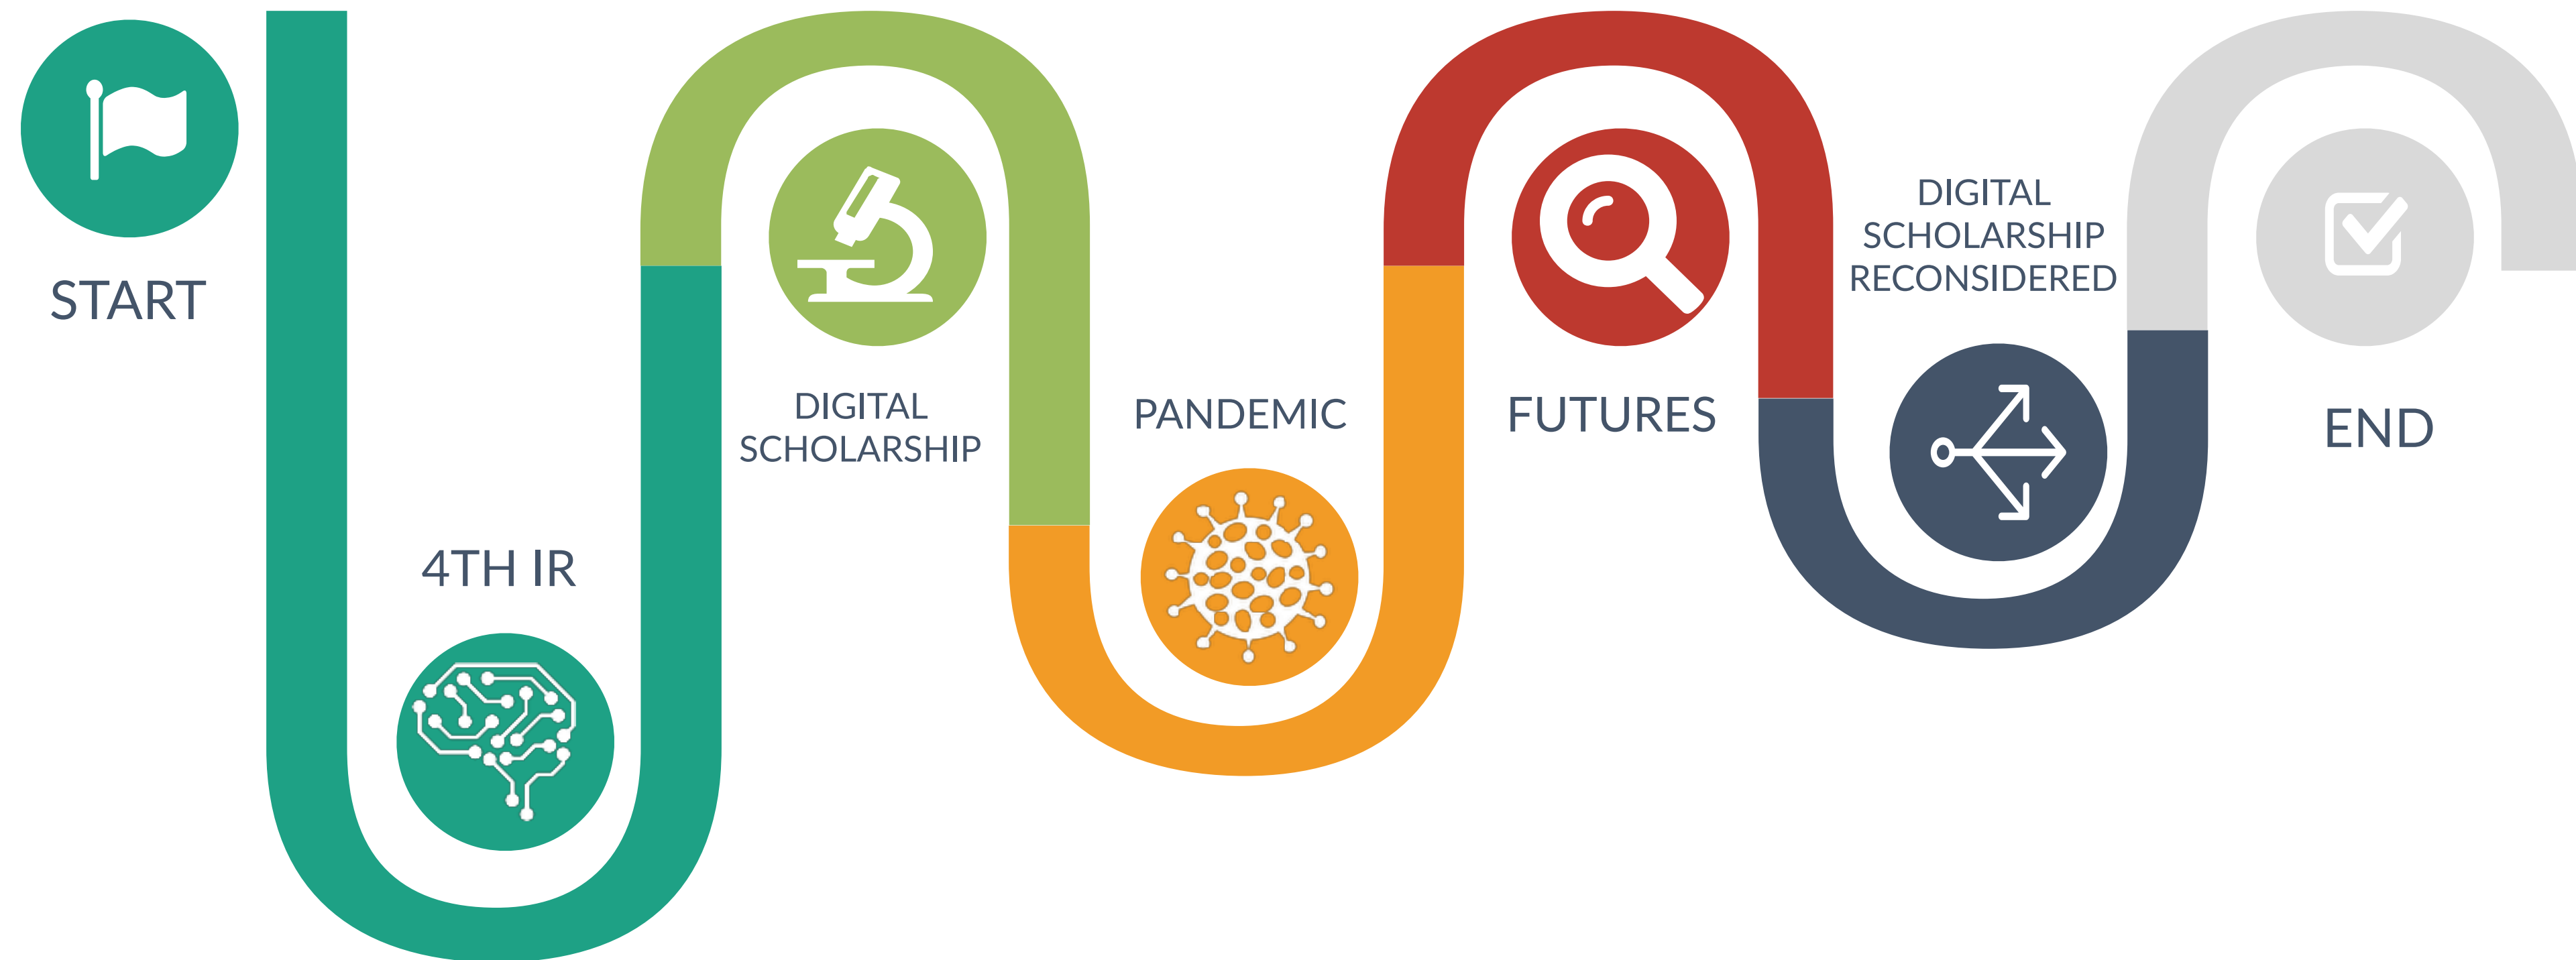 START
4TH IR
DIGITAL
SCHOLARSHIP
PANDEMIC
FUTURES
DIGITAL
SCHOLARSHIP
RECONSIDERED
END